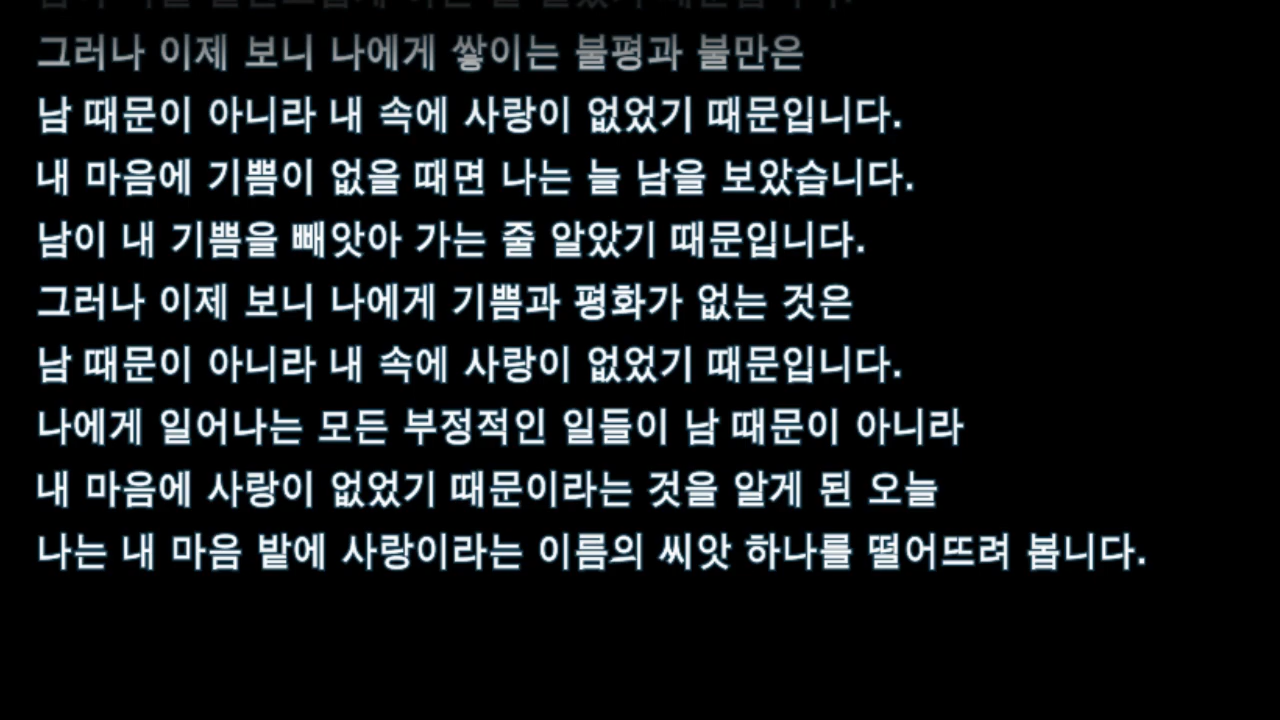 그러나 이제 보니 나에게 쌓이는 불평과 불만은
남 때문이 아니라 내 속에 사랑이 없었기 때문입니다.
내 마음에 기쁨이 없을 때면 나는 늘 남을 보았습니다.
남이 내 기쁨을 빼앗아 가는 줄 알았기 때문입니다.
그러나 이제 보니 나에게 기쁨과 평화가 없는 것은
남 때문이 아니라 내 속에 사랑이 없었기 때문입니다.
나에게 일어나는 모든 부정적인 일들이 남 때문이 아니라
내 마음에 사랑이 없었기 때문이라는 것을 알게 된 오늘
나는 내 마음 밭에 사랑이라는 이름의 씨앗 하나를 떨어뜨려 봅니다.